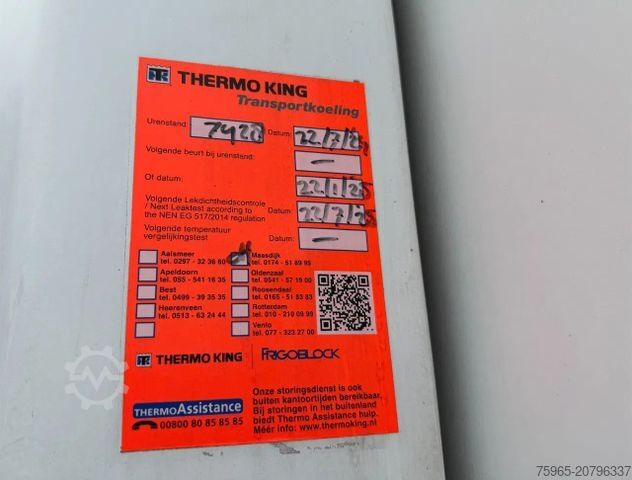 THERMO KING
Transportkoeling
Urenstand: 7428 Datum: 22/7/24
Volgende beurt bij urenstand: —
Of datum: 22/1/25
Volgende Lekdichtheidscontrole
/ Next Leaktest according to Datum: 22/7/25
the NEN EG 517/2014 regulation
Volgende temperatuur
vergelijkingstest Datum: —
Aalsmeer
tel. 0297 - 32 36 60
Maasdijk
tel. 0174 - 51 89 95
Apeldoorn
tel. 055 - 541 16 35
Oldenzaal
tel. 0541 - 57 19 00
Best
tel. 0499 - 39 35 35
Roosendaal
tel. 0165 - 51 83 83
Heerenveen
tel. 0513 - 63 24 44
Rotterdam
tel. 010 - 210 09 99
Venlo
tel. 077 - 323 27 00
THERMO KING FRIGOBLOCK
THERMOAssistance
00800 80 85 85 85
Onze storingsdienst is ook
buiten kantoortijden bereikbaar.
Bij storingen in het buitenland
biedt Thermo Assistance hulp.
Méér info: www.thermoking.nl
75965-20796337